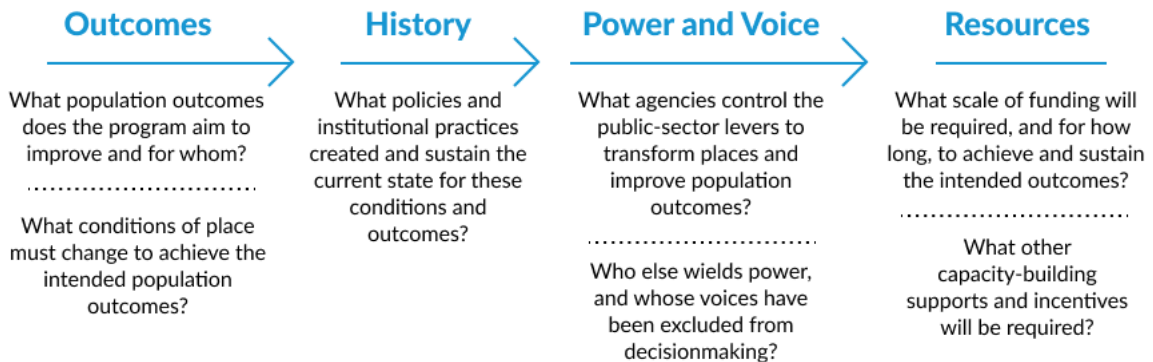 Outcomes
What population outcomes
does the program aim to
improve and for whom?
What conditions of place
must change to achieve the
intended population
outcomes?
History
What policies and
institutional practices
created and sustain the
current state for these
conditions and
outcomes?
Power and Voice
What agencies control the
public-sector levers to
transform places and
improve population
outcomes?
Who else wields power,
and whose voices have
been excluded from
decisionmaking?
Resources
What scale of funding will
be required, and for how
long, to achieve and sustain
the intended outcomes?
What other
capacity-building
supports and incentives
will be required?